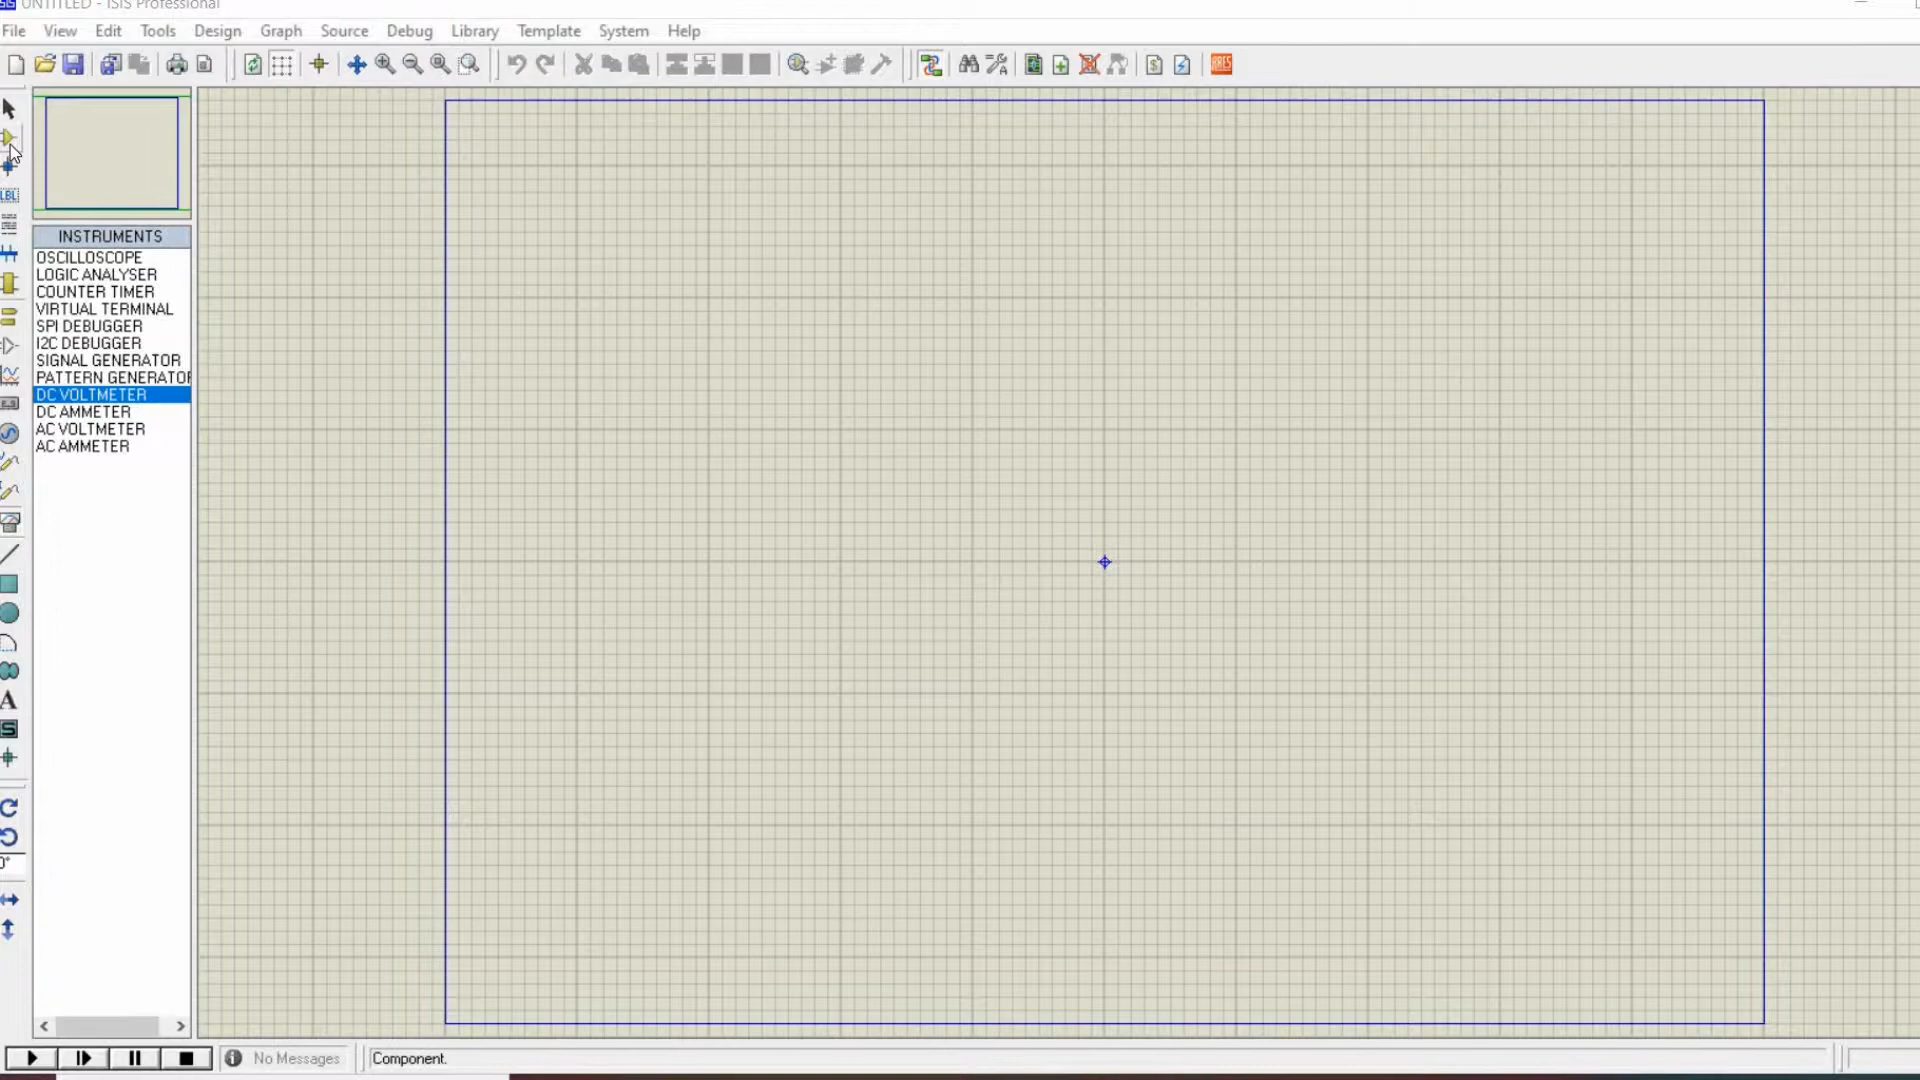 UNTITLED - ISIS Professional
File View Edit Tools Design Graph Source Debug Library Template System Help
LBL
INSTRUMENTS
OSCILLOSCOPE
LOGIC ANALYSER
COUNTER TIMER
VIRTUAL TERMINAL
SPI DEBUGGER
I2C DEBUGGER
SIGNAL GENERATOR
PATTERN GENERATOR
DC VOLTMETER
DC AMMETER
AC VOLTMETER
AC AMMETER
A
S
0°
No Messages
Component.